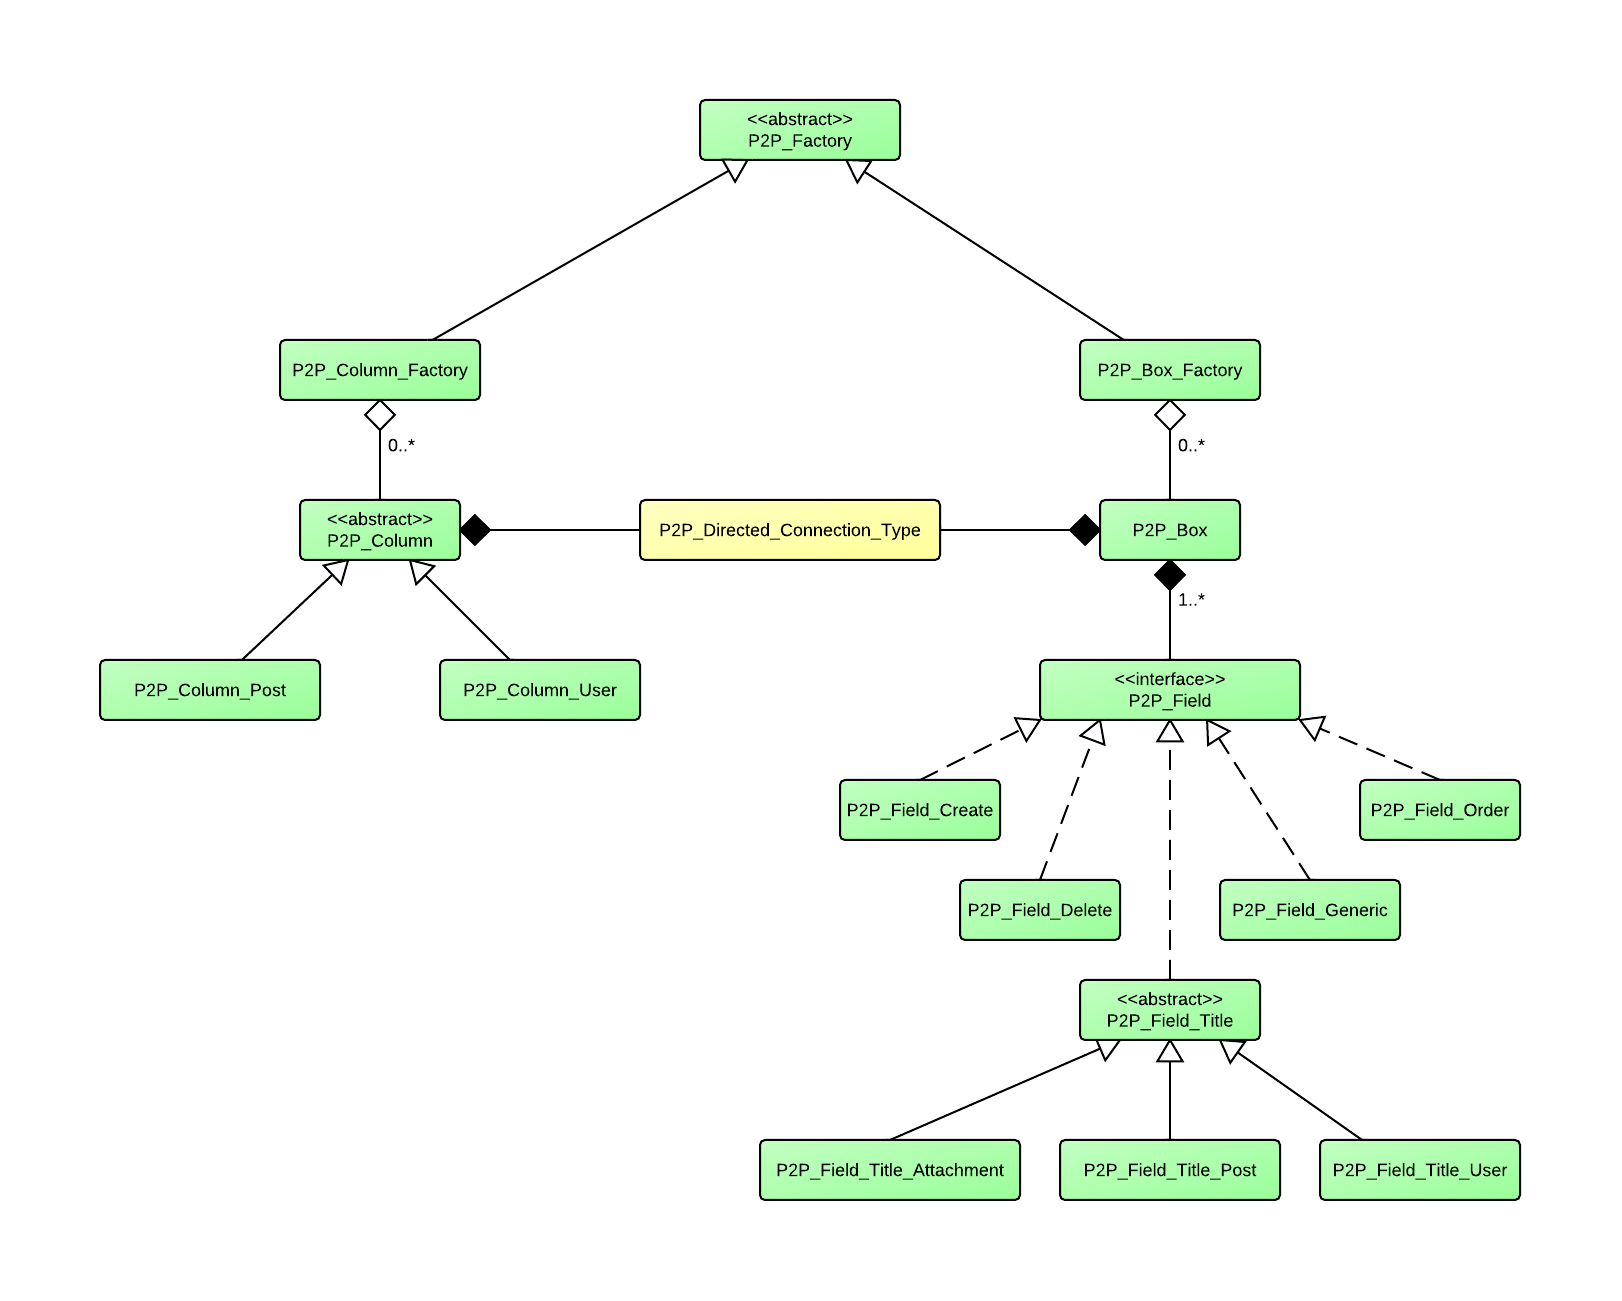 <<abstract>>
P2P_Factory
P2P_Column_Factory
P2P_Box_Factory
0..*
0..*
<<abstract>>
P2P_Column
P2P_Directed_Connection_Type
P2P_Box
1..*
P2P_Column_Post
P2P_Column_User
<<interface>>
P2P_Field
P2P_Field_Create
P2P_Field_Order
P2P_Field_Delete
P2P_Field_Generic
<<abstract>>
P2P_Field_Title
P2P_Field_Title_Attachment
P2P_Field_Title_Post
P2P_Field_Title_User